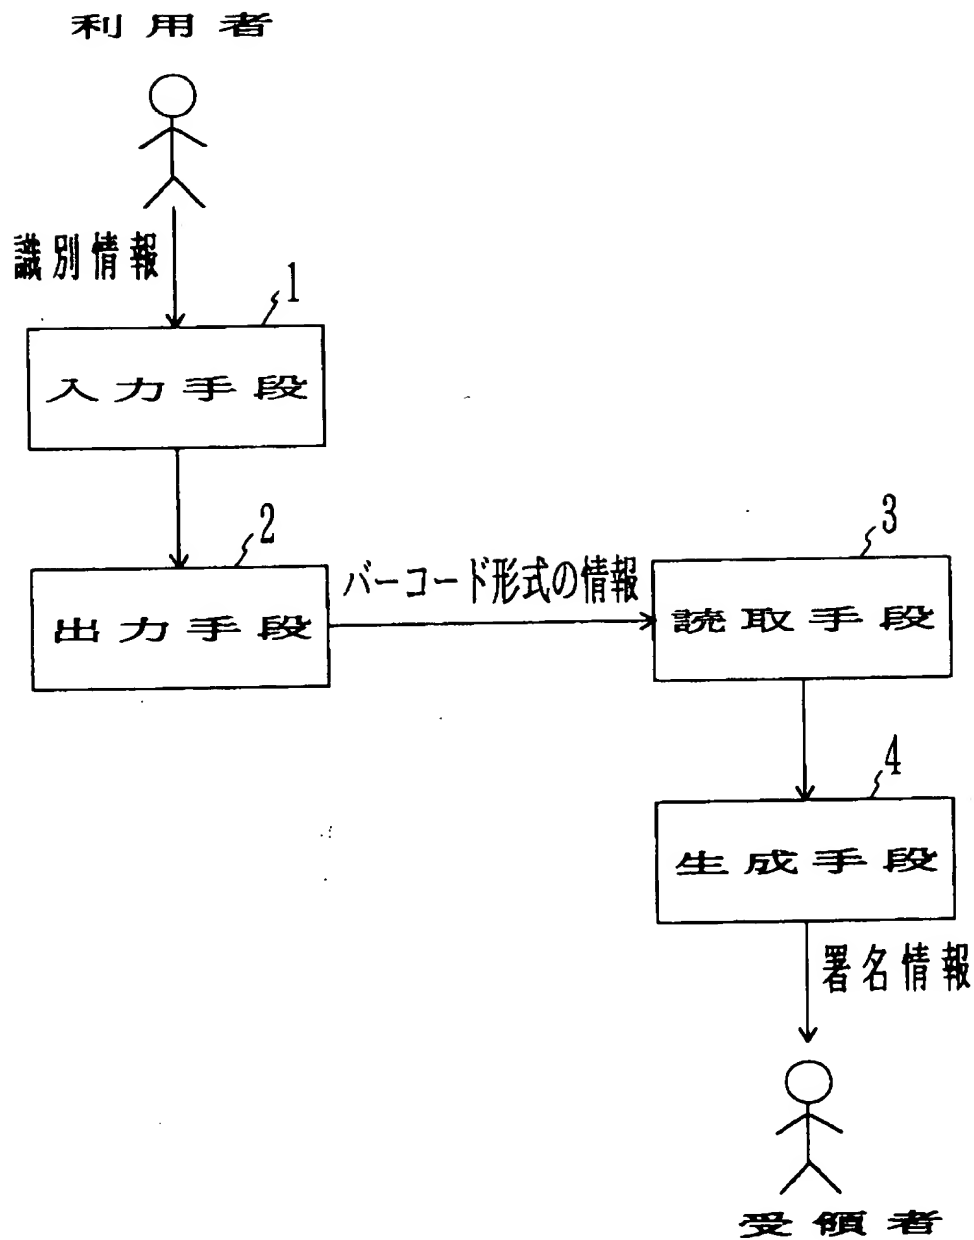 利用者
識別情報
1
入力手段
2
出力手段
バーコード形式の情報
3
読取手段
4
生成手段
署名情報
受領者